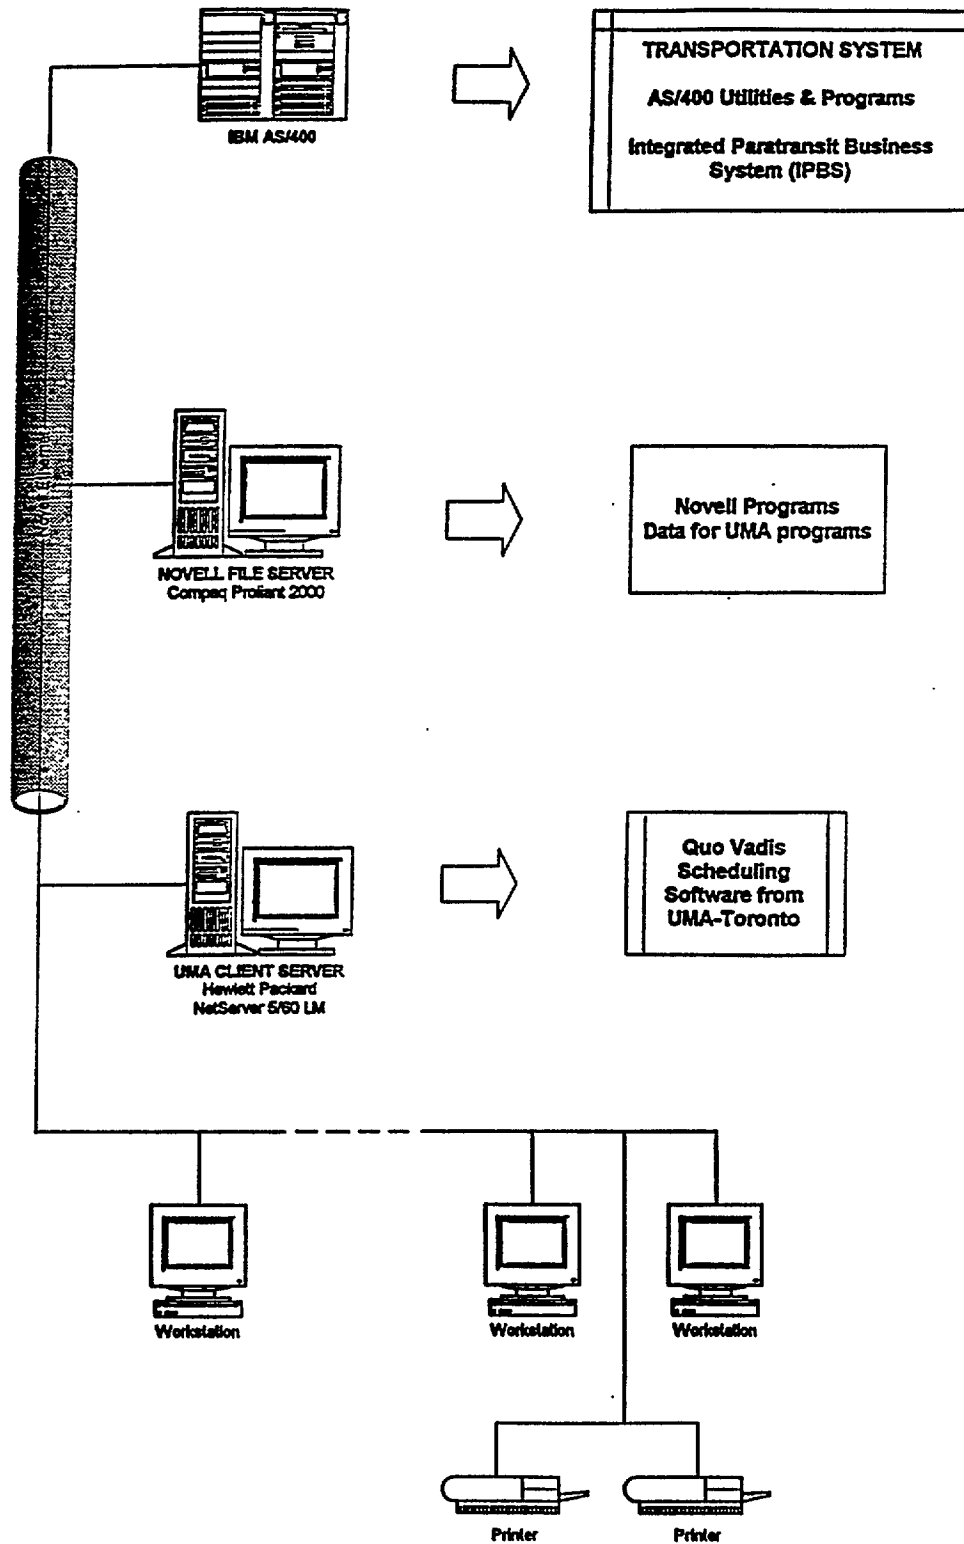 IBM AS/400
TRANSPORTATION SYSTEM
AS/400 Utilities & Programs
Integrated Paratransit Business
System (IPBS)
NOVELL FILE SERVER
Compaq Proliant 2000
Novell Programs
Data for UMA programs
UMA CLIENT SERVER
Hewlett Packard
NetServer 5/60 LM
Quo Vadis
Scheduling
Software from
UMA-Toronto
Workstation
Workstation
Workstation
Printer
Printer